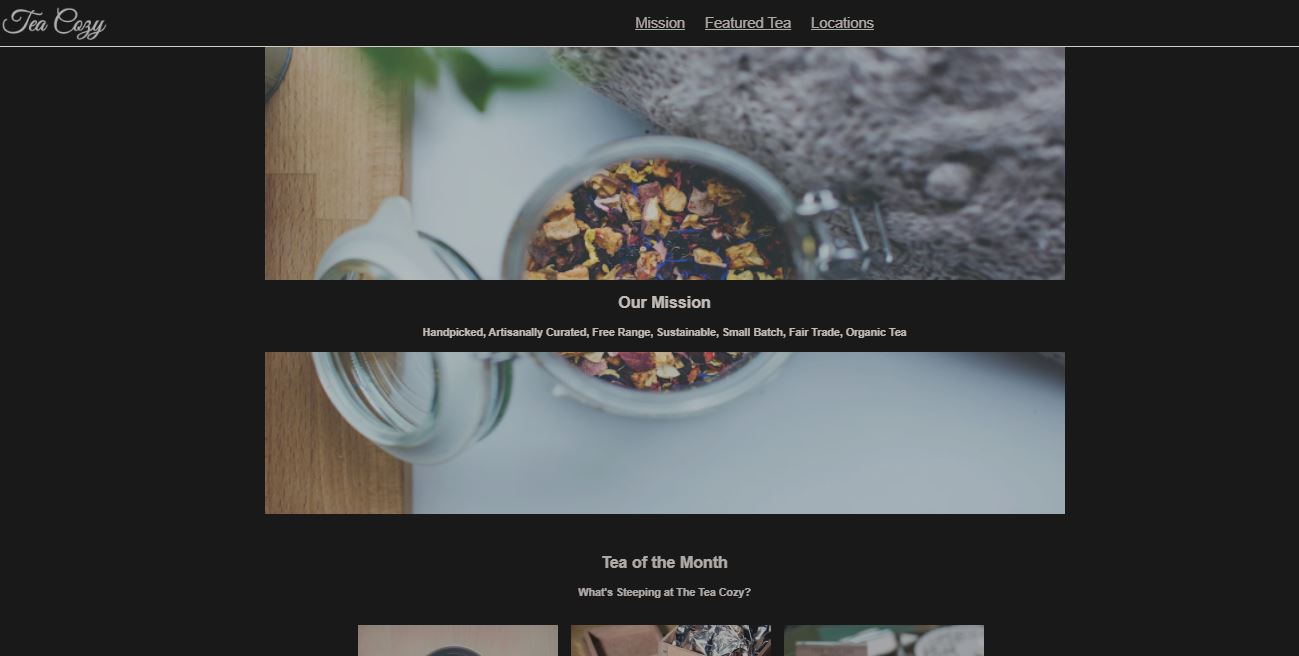 Tea Cozy
Mission Featured Tea Locations
Our Mission
Handpicked, Artisanally Curated, Free Range, Sustainable, Small Batch, Fair Trade, Organic Tea
Tea of the Month
What's Steeping at The Tea Cozy?